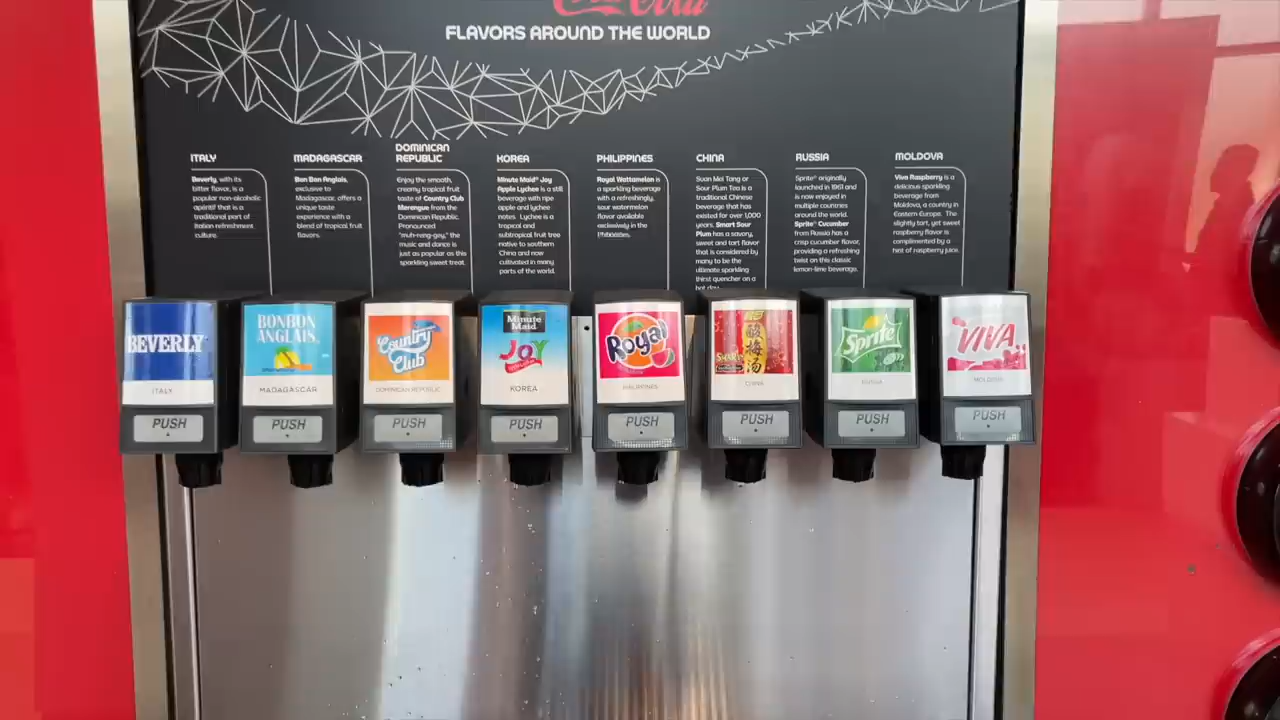 Coca-Cola
FLAVORS AROUND THE WORLD
ITALY
Beverly, with its
bitter flavor, is a
popular non-alcoholic
apéritif that is a
traditional part of
Italian refreshment
culture.
MADAGASCAR
Bon Bon Anglais,
exclusive to
Madagascar, offers a
unique taste
experience with a
blend of tropical fruit
flavors.
DOMINICAN
REPUBLIC
Enjoy the smooth,
creamy tropical fruit
taste of Country Club
Merengue from the
Dominican Republic.
Pronounced
"muh-reng-gay," the
music and dance is
just as popular as this
sparkling sweet treat.
KOREA
Minute Maid® Joy
Apple Lychee is a still
beverage with ripe
apple and lychee
notes. Lychee is a
tropical and
subtropical fruit tree
native to southern
China and now
cultivated in many
parts of the world.
PHILIPPINES
Royal Wattamelon is
a sparkling beverage
with a refreshingly,
sour watermelon
flavor available
exclusively in the
Philippines.
CHINA
Suan Mei Tang or
Sour Plum Tea is a
traditional Chinese
beverage that has
existed for over 1,000
years. Smart Sour
Plum has a savory,
sweet and tart flavor
that is considered by
many to be the
ultimate sparkling
thirst quencher on a
hot day.
RUSSIA
Sprite® originally
launched in 1961 and
is now enjoyed in
multiple countries
around the world.
Sprite® Cucumber
from Russia has a
crisp cucumber flavor,
providing a refreshing
twist on this classic
lemon-lime beverage.
MOLDOVA
Viva Raspberry is a
delicious sparkling
beverage from
Moldova, a country in
Eastern Europe. The
slightly tart, yet sweet
raspberry flavor is
complimented by a
hint of raspberry juice.
BEVERLY
ITALY
PUSH
BONBON
ANGLAIS
MADAGASCAR
PUSH
Country
Club
DOMINICAN REPUBLIC
PUSH
Minute
Maid
JOY
KOREA
PUSH
Royal
PHILIPPINES
PUSH
酸梅汤
Smart
CHINA
PUSH
Sprite
RUSSIA
PUSH
VIVA
MOLDOVA
PUSH